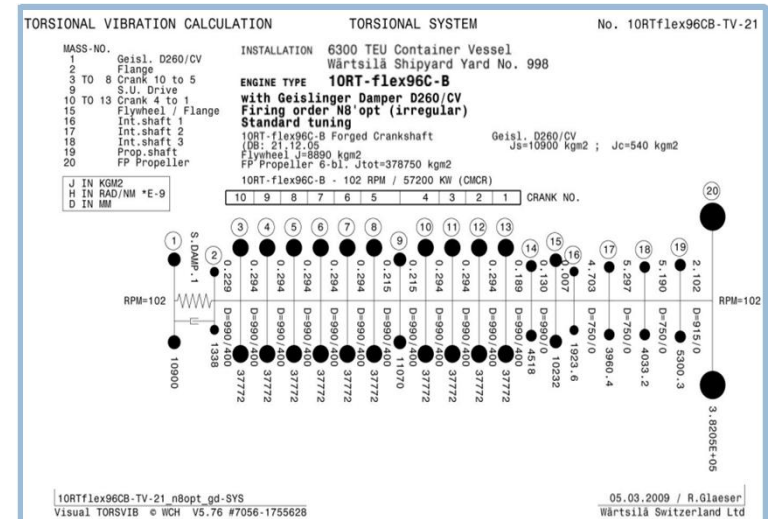 TORSIONAL VIBRATION CALCULATION TORSIONAL SYSTEM No. 10RTflex96CB-TV-21
MASS-NO.
1 Geisl. D260/CV
2 Flange
3 TO 8 Crank 10 to 5
9 S.U. Drive
10 TO 13 Crank 4 to 1
15 Flywheel / Flange
16 Int.shaft 1
17 Int.shaft 2
18 Int.shaft 3
19 Prop.shaft
20 FP Propeller
J IN KGM2
H IN RAD/NM *E-9
D IN MM
INSTALLATION 6300 TEU Container Vessel
Wärtsilä Shipyard Yard No. 998
ENGINE TYPE 10RT-flex96C-B
with Geislinger Damper D260/CV
Firing order N8'opt (irregular)
Standard tuning
10RT-flex96C-B Forged Crankshaft Geisl. D260/CV
(DB: 21.12.05 Js=10900 kgm2 ; Jc=540 kgm2
Flywheel J=8890 kgm2
FP Propeller 6-bl. Jtot=378750 kgm2
10RT-flex96C-B - 102 RPM / 57200 KW (CMCR)
10 9 8 7 6 5 4 3 2 1 CRANK NO.
1 2 3 4 5 6 7 8 9 10 11 12 13 14 15 16 17 18 19 20
S.DAMP.1
0.229 0.294 0.294 0.294 0.294 0.294 0.215 0.215 0.294 0.294 0.294 0.189 0.130 0.007 4.703 5.297 5.190 2.102
RPM=102 RPM=102
D=990/400 D=990/400 D=990/400 D=990/400 D=990/400 D=990/400 D=990/400 D=990/400 D=990/400 D=990/400 D=990/400 D=990/400 D=990/0 D=750/0 D=750/0 D=750/0 D=915/0
10900 1338 37772 37772 37772 37772 37772 37772 11070 37772 37772 37772 37772 4518 10232 1923.6 3960.4 4033.2 5300.3 3.8205E+05
10RTflex96CB-TV-21_n8opt_gd-SYS 05.03.2009 / R.Glaeser
Visual TORSVIB © WCH V5.76 #7056-1755628 Wärtsilä Switzerland Ltd